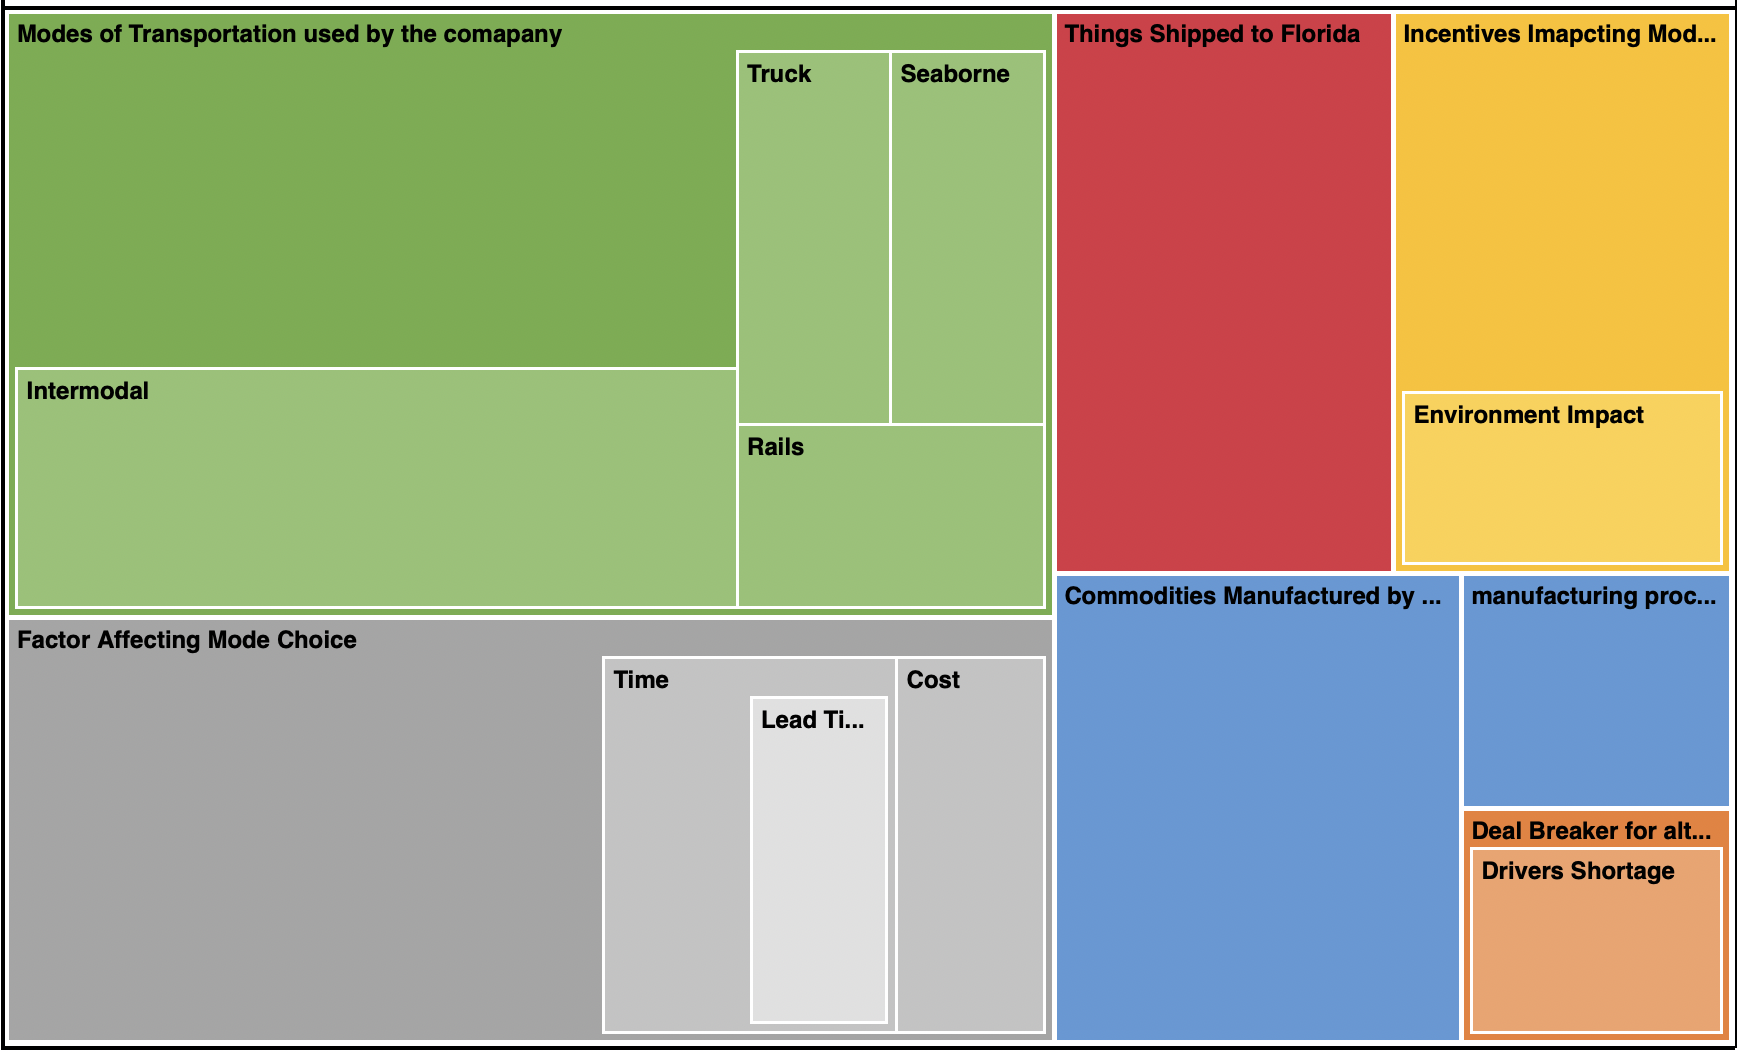 Modes of Transportation used by the comapany
Truck
Seaborne
Intermodal
Rails
Factor Affecting Mode Choice
Time
Lead Ti...
Cost
Things Shipped to Florida
Incentives Imapcting Mod...
Environment Impact
Commodities Manufactured by ...
manufacturing proc...
Deal Breaker for alt...
Drivers Shortage